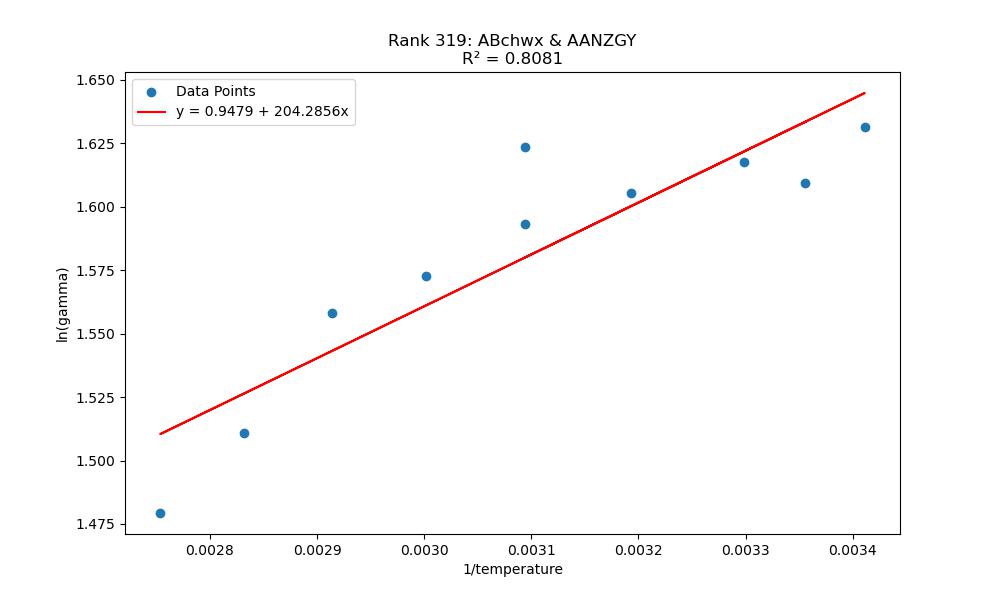 Rank 319: ABchwx & AANZGY
R² = 0.8081
Data Points
y = 0.9479 + 204.2856x
ln(gamma)
1.650
1.625
1.600
1.575
1.550
1.525
1.500
1.475
0.0028 0.0029 0.0030 0.0031 0.0032 0.0033 0.0034
1/temperature